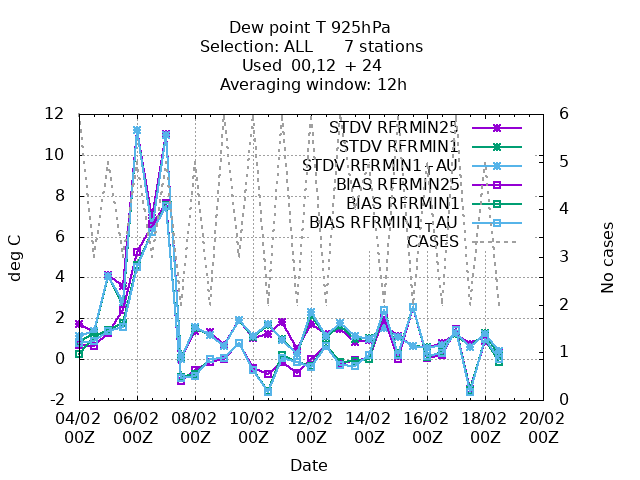 Dew point T 925hPa
Selection: ALL 7 stations
Used 00,12 + 24
Averaging window: 12h
12 6
STDV RFRMIN25
STDV RFRMIN1
10 5
STDV RFRMIN1_AU
BIAS RFRMIN25
8
BIAS RFRMIN1
4
BIAS RFRMIN1_AU
6
CASES
deg C
No cases
3
4
2 2
0 1
-2 0
04/02 06/02 08/02 10/02 12/02 14/02 16/02 18/02 20/02
00Z 00Z 00Z 00Z 00Z 00Z 00Z 00Z 00Z
Date